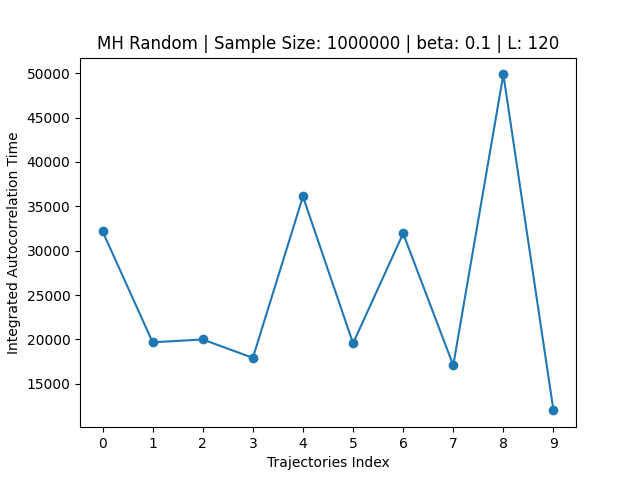 MH Random | Sample Size: 1000000 | beta: 0.1 | L: 120
Integrated Autocorrelation Time
50000
45000
40000
35000
30000
25000
20000
15000
0 1 2 3 4 5 6 7 8 9
Trajectories Index